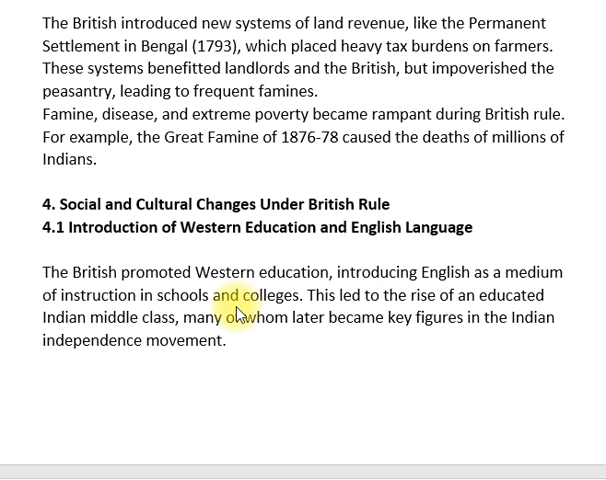 The British introduced new systems of land revenue, like the Permanent
Settlement in Bengal (1793), which placed heavy tax burdens on farmers.
These systems benefitted landlords and the British, but impoverished the
peasantry, leading to frequent famines.
Famine, disease, and extreme poverty became rampant during British rule.
For example, the Great Famine of 1876-78 caused the deaths of millions of
Indians.
4. Social and Cultural Changes Under British Rule
4.1 Introduction of Western Education and English Language
The British promoted Western education, introducing English as a medium
of instruction in schools and colleges. This led to the rise of an educated
Indian middle class, many of whom later became key figures in the Indian
independence movement.